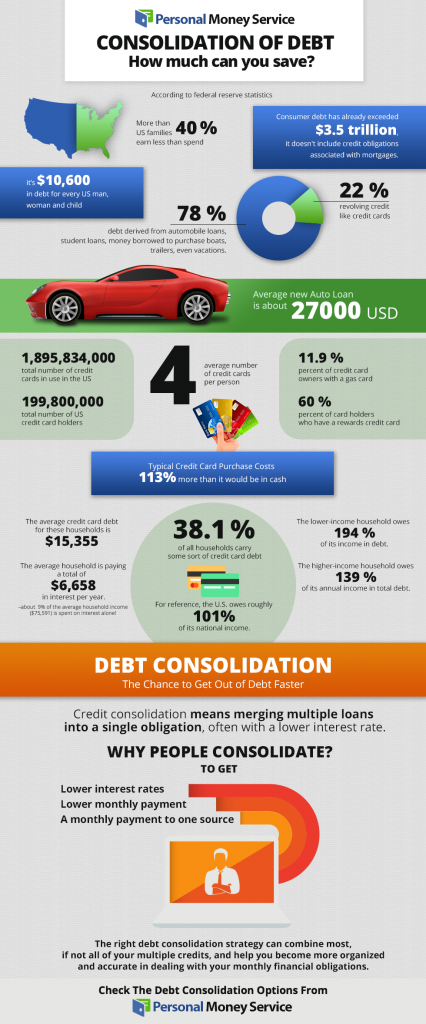 Personal Money Service
CONSOLIDATION OF DEBT
How much can you save?
According to federal reserve statistics
More than
US families
earn less than spend
40 %
Consumer debt has already exceeded
$3.5 trillion,
it doesn't include credit obligations
associated with mortgages.
it's $10,600
in debt for every US man,
woman and child
22 %
revolving credit
like credit cards
78 %
debt derived from automobile loans,
student loans, money borrowed to purchase boats,
trailers, even vacations.
Average new Auto Loan
is about 27000 USD
1,895,834,000
total number of credit
cards in use in the US
199,800,000
total number of US
credit card holders
4
average number
of credit cards
per person
11.9 %
percent of credit card
owners with a gas card
60 %
percent of card holders
who have a rewards credit card
Typical Credit Card Purchase Costs
113% more than it would be in cash
The average credit card debt
for these households is
$15,355
The average household is paying
a total of
$6,658
in interest per year.
–about 9% of the average household income
($75,591) is spent on interest alone!
38.1 %
of all households carry
some sort of credit card debt
For reference, the U.S. owes roughly
101%
of its national income.
The lower-income household owes
194 %
of its income in debt.
The higher-income household owes
139 %
of its annual income in total debt.
DEBT CONSOLIDATION
The Chance to Get Out of Debt Faster
Credit consolidation means merging multiple loans
into a single obligation, often with a lower interest rate.
WHY PEOPLE CONSOLIDATE?
TO GET
Lower interest rates
Lower monthly payment
A monthly payment to one source
The right debt consolidation strategy can combine most,
if not all of your multiple credits, and help you become more organized
and accurate in dealing with your monthly financial obligations.
Check The Debt Consolidation Options From
Personal Money Service